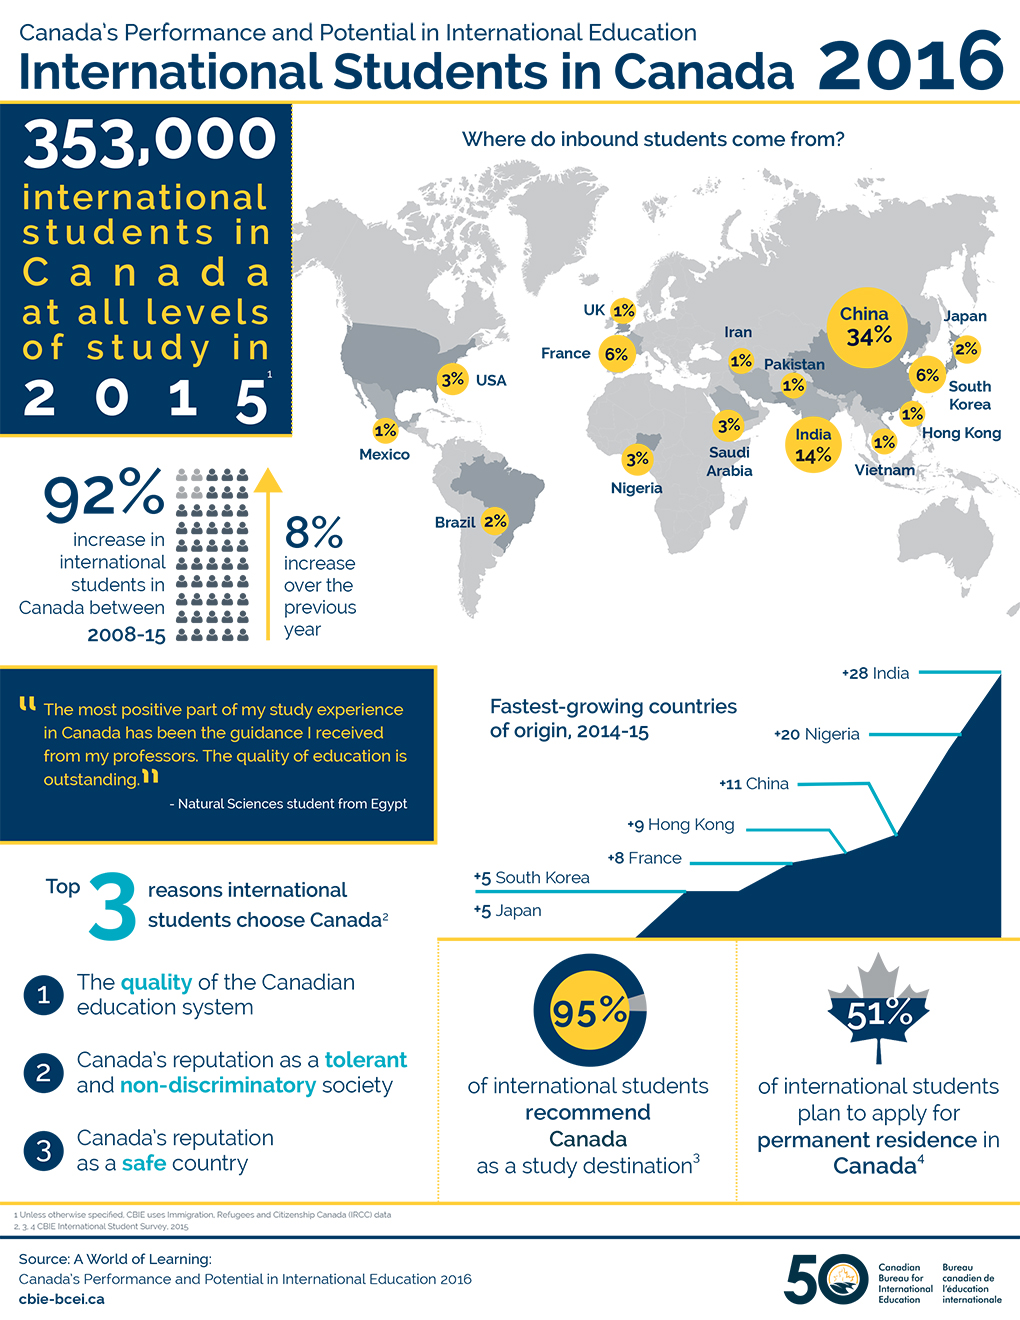 Canada's Performance and Potential in International Education
International Students in Canada 2016
353,000
international
students in
Canada
at all levels
of study in
2015¹
Where do inbound students come from?
UK 1%
France 6%
Iran
1%
Pakistan
1%
China
34%
Japan
2%
6%
South
Korea
1%
Hong Kong
India
14%
1%
Vietnam
3%
Saudi
Arabia
3%
Nigeria
3% USA
1%
Mexico
Brazil 2%
92%
increase in
international
students in
Canada between
2008-15
8%
increase
over the
previous
year
"The most positive part of my study experience
in Canada has been the guidance I received
from my professors. The quality of education is
outstanding."
- Natural Sciences student from Egypt
Fastest-growing countries
of origin, 2014-15
+28 India
+20 Nigeria
+11 China
+9 Hong Kong
+8 France
+5 South Korea
+5 Japan
Top 3 reasons international
students choose Canada²
1 The quality of the Canadian
education system
2 Canada's reputation as a tolerant
and non-discriminatory society
3 Canada's reputation
as a safe country
95%
of international students
recommend
Canada
as a study destination³
51%
of international students
plan to apply for
permanent residence in
Canada⁴
1 Unless otherwise specified, CBIE uses Immigration, Refugees and Citizenship Canada (IRCC) data
2, 3, 4 CBIE International Student Survey, 2015
Source: A World of Learning:
Canada's Performance and Potential in International Education 2016
cbie-bcei.ca
50
Canadian
Bureau for
International
Education
Bureau
canadien de
l'éducation
internationale